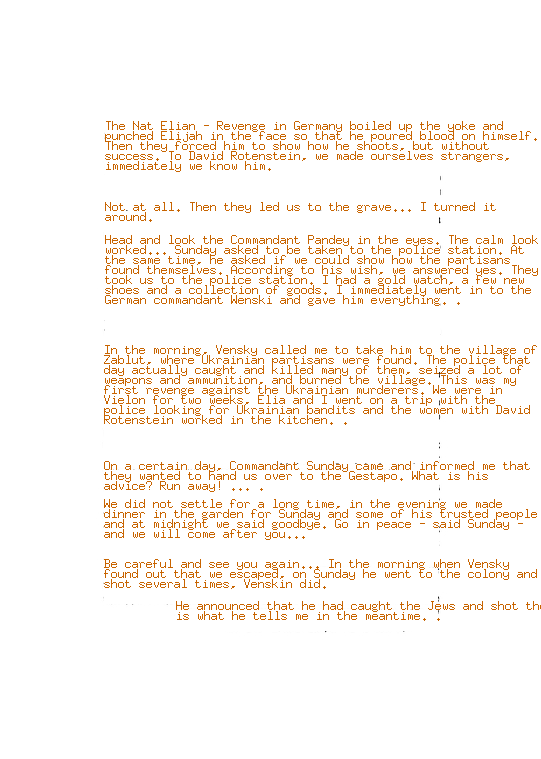 The Nat Elian - Revenge in Germany boiled up the yoke and
punched Elijah in the face so that he poured blood on himself.
Then they forced him to show how he shoots, but without
success. To David Rotenstein, we made ourselves strangers,
immediately we know him.
Not at all. Then they led us to the grave... I turned it
around.
Head and look the Commandant Pandey in the eyes. The calm look
worked... Sunday asked to be taken to the police station. At
the same time, he asked if we could show how the partisans
found themselves. According to his wish, we answered yes. They
took us to the police station. I had a gold watch, a few new
shoes and a collection of goods. I immediately went in to the
German commandant Wenski and gave him everything. .
In the morning, Vensky called me to take him to the village of
Zablut, where Ukrainian partisans were found. The police that
day actually caught and killed many of them, seized a lot of
weapons and ammunition, and burned the village. This was my
first revenge against the Ukrainian murderers. We were in
Vielon for two weeks. Elia and I went on a trip with the
police looking for Ukrainian bandits and the women with David
Rotenstein worked in the kitchen. .
On a certain day, Commandant Sunday came and informed me that
they wanted to hand us over to the Gestapo. What is his
advice? Run away! ... .
We did not settle for a long time, in the evening we made
dinner in the garden for Sunday and some of his trusted people
and at midnight we said goodbye. Go in peace - said Sunday -
and we will come after you...
Be careful and see you again... In the morning when Vensky
found out that we escaped, on Sunday he went to the colony and
shot several times, Venskin did.
He announced that he had caught the Jews and shot the
is what he tells me in the meantime. .